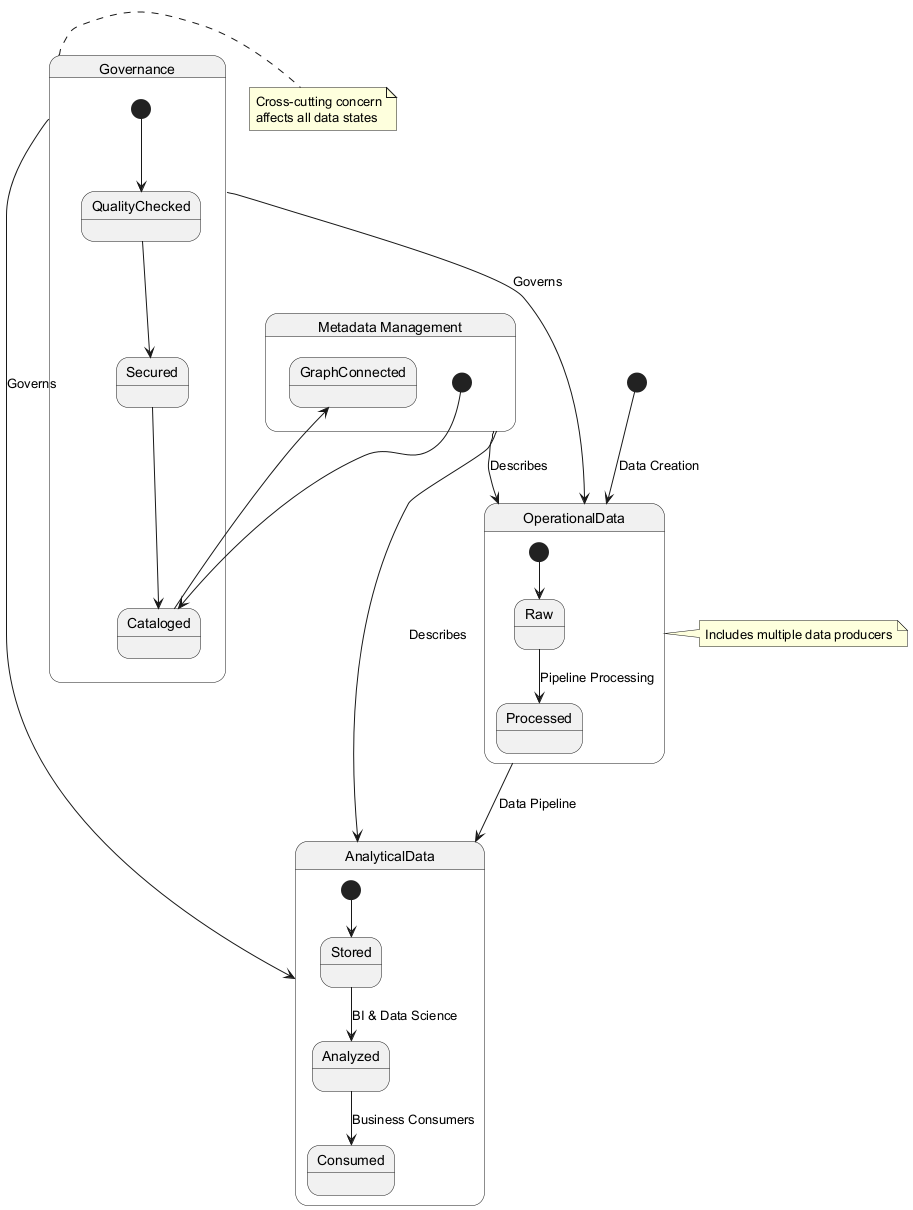 Governance
Cross-cutting concern
affects all data states
QualityChecked
Governs
Metadata Management
GraphConnected
Secured
Governs
Describes
Data Creation
OperationalData
Raw
Cataloged
Describes
Includes multiple data producers
Pipeline Processing
Processed
Data Pipeline
AnalyticalData
Stored
BI & Data Science
Analyzed
Business Consumers
Consumed